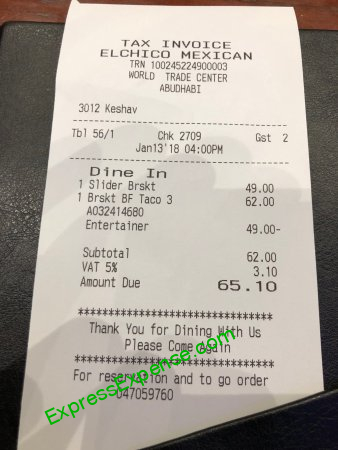 TAX INVOICE
ELCHICO MEXICAN
TRN 100245224900003
WORLD TRADE CENTER
ABUDHABI
3012 Keshav
Tbl 56/1 Chk 2709 Gst 2
Jan13'18 04:00PM
Dine In
1 Slider Brskt 49.00
1 Brskt BF Taco 3 62.00
A032414680
Entertainer 49.00-
Subtotal 62.00
VAT 5% 3.10
Amount Due 65.10
********************************
Thank You for Dining With Us
Please Come Again
********************************
For reservation and to go order
047059760
ExpressExpence.com